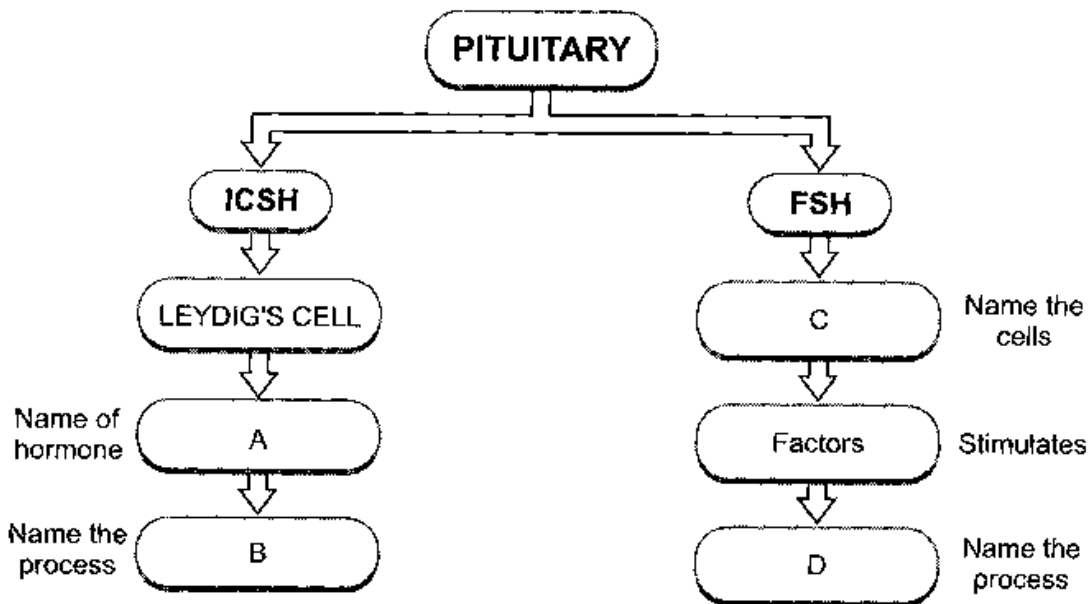 PITUITARY
ICSH
FSH
LEYDIG'S CELL
C
Name the
cells
Name of
hormone
A
Factors
Stimulates
Name the
process
B
D
Name the
process